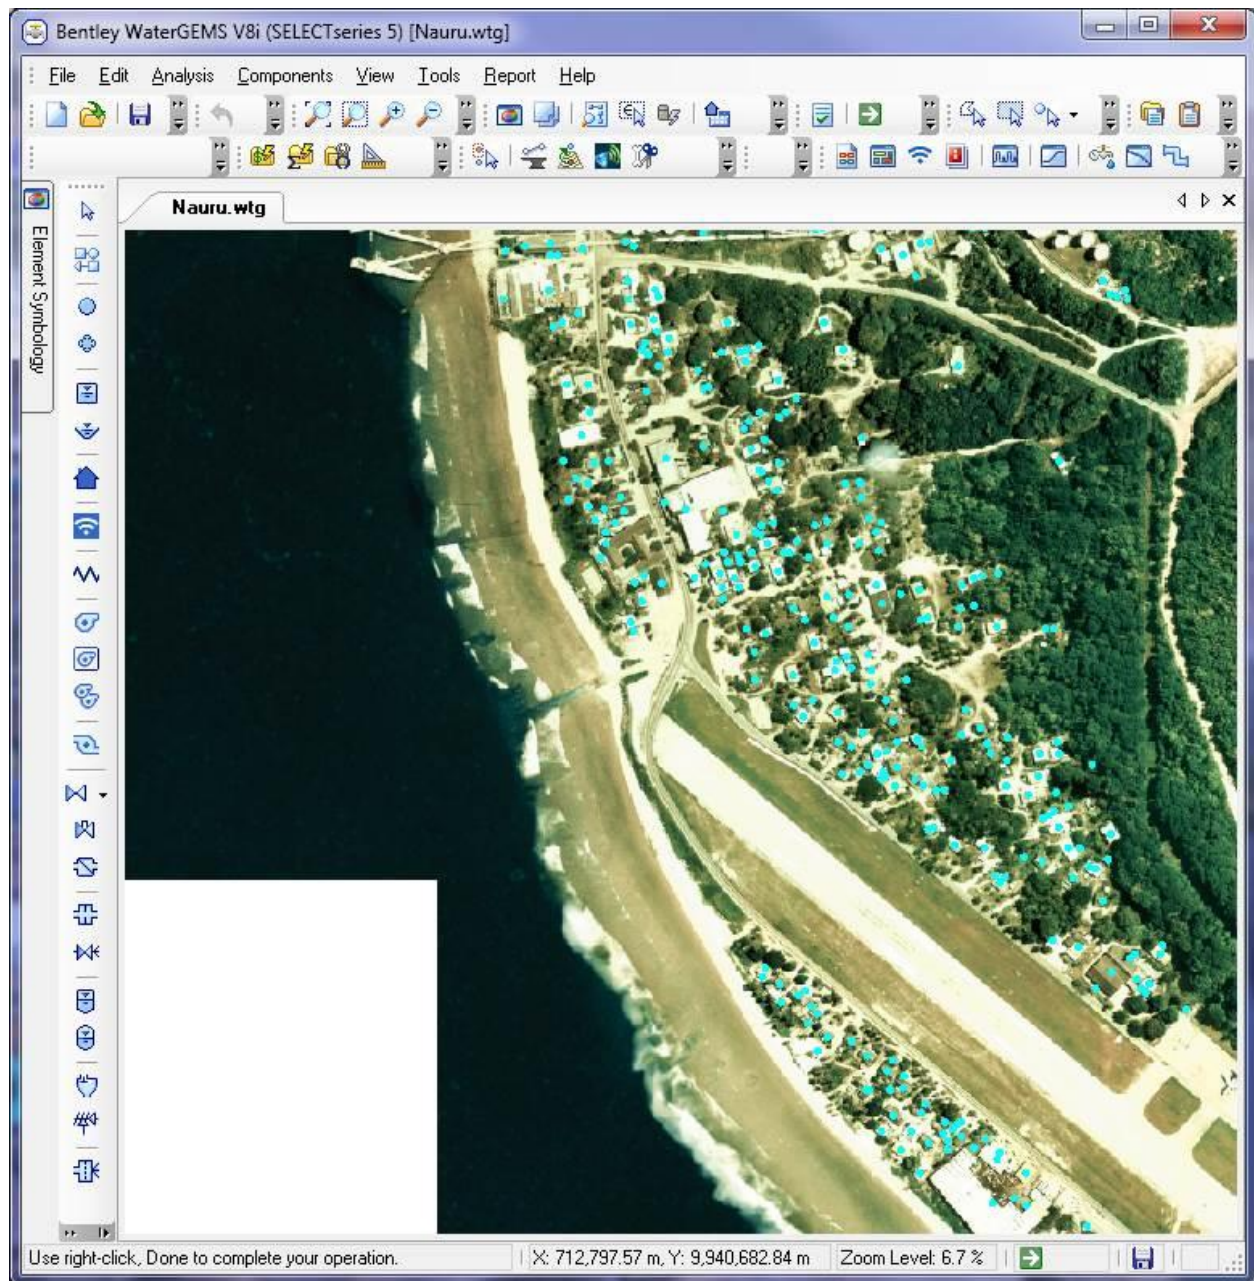 Bentley WaterGEMS V8i (SELECTseries 5) [Nauru.wtg]
File Edit Analysis Components View Tools Report Help
Nauru.wtg
Element Symbology
Use right-click, Done to complete your operation.
X: 712,797.57 m, Y: 9,940,682.84 m
Zoom Level: 6.7 %